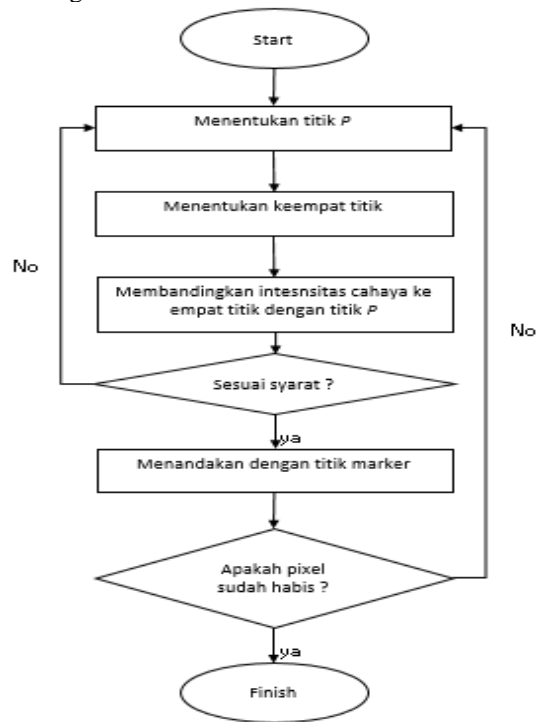 Start
Menentukan titik P
Menentukan keempat titik
No
Membandingkan intesnsitas cahaya ke
empat titik dengan titik P
No
Sesuai syarat ?
ya
Menandakan dengan titik marker
Apakah pixel
sudah habis ?
ya
Finish